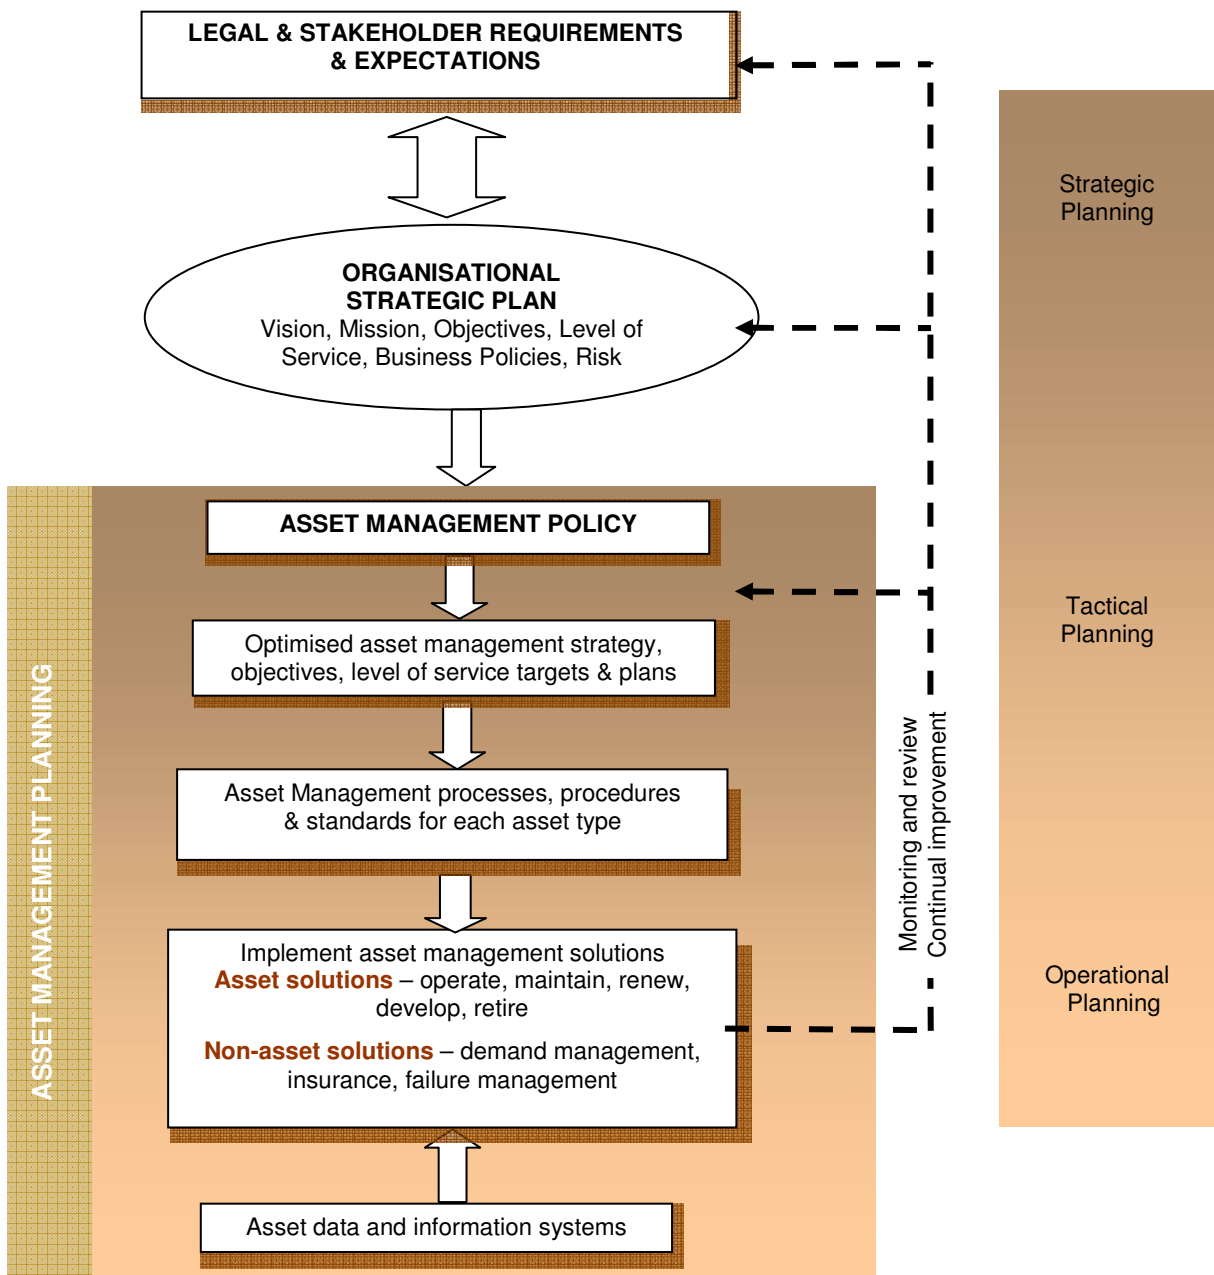 LEGAL & STAKEHOLDER REQUIREMENTS
& EXPECTATIONS
Strategic
Planning
ORGANISATIONAL
STRATEGIC PLAN
Vision, Mission, Objectives, Level of
Service, Business Policies, Risk
ASSET MANAGEMENT POLICY
Optimised asset management strategy,
objectives, level of service targets & plans
Tactical
Planning
Asset Management processes, procedures
& standards for each asset type
Implement asset management solutions
Asset solutions – operate, maintain, renew,
develop, retire
Non-asset solutions – demand management,
insurance, failure management
Operational
Planning
Asset data and information systems
ASSET MANAGEMENT PLANNING
Monitoring and review
Continual improvement